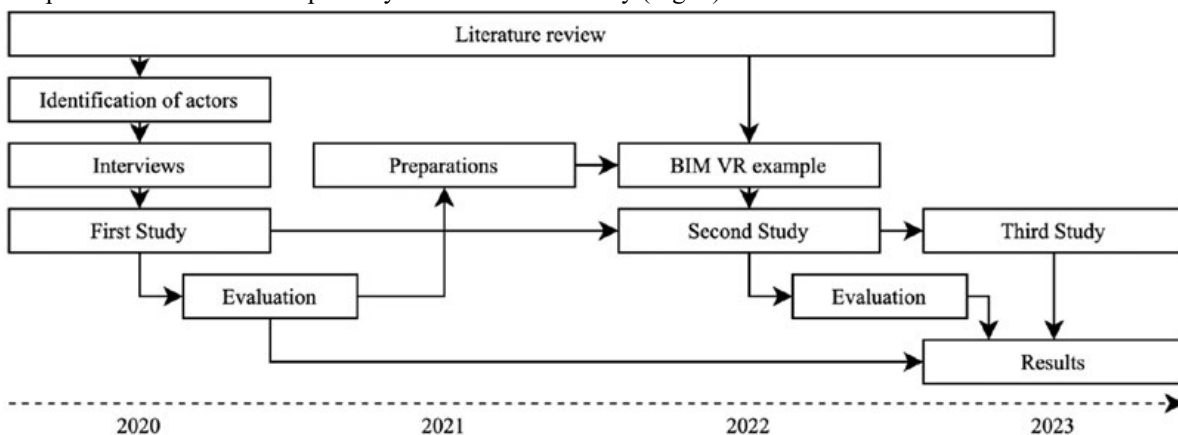 Literature review
Identification of actors
Interviews
Preparations
BIM VR example
First Study
Second Study
Third Study
Evaluation
Evaluation
Results
2020
2021
2022
2023